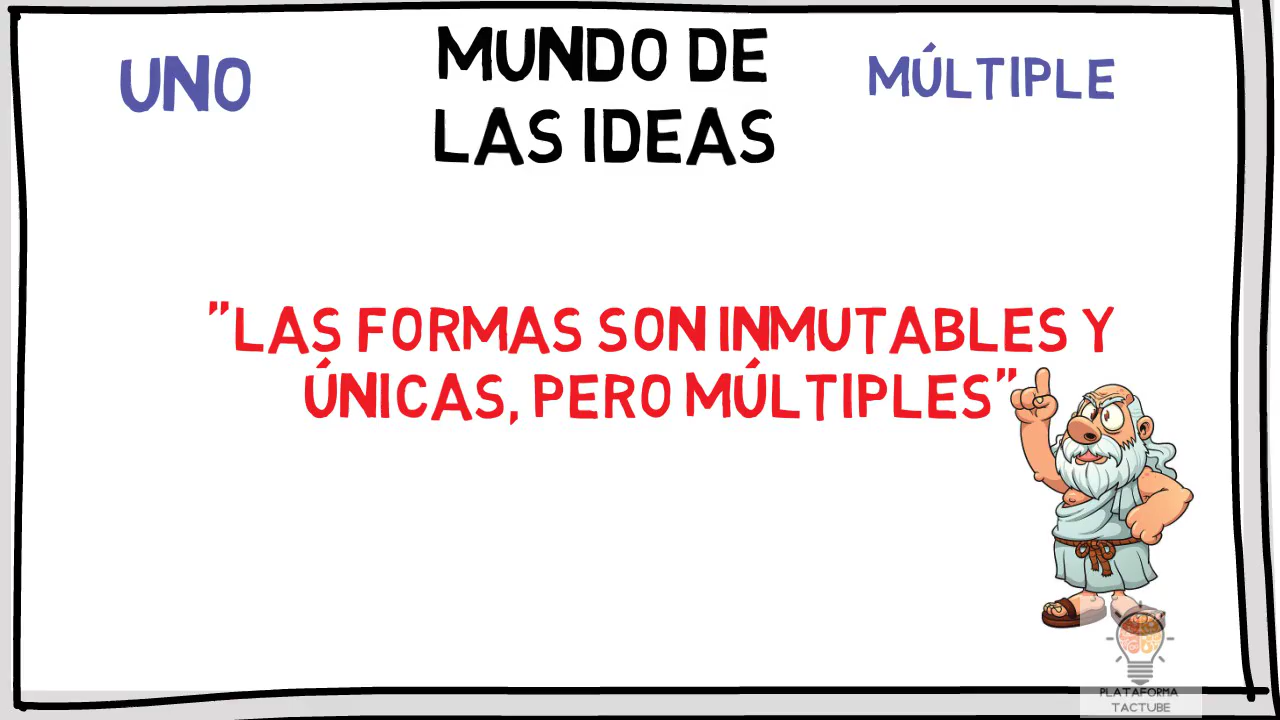 UNO
MUNDO DE
LAS IDEAS
MÚLTIPLE
"LAS FORMAS SON INMUTABLES Y
ÚNICAS, PERO MÚLTIPLES"
PLATAFORMA
TACTUBE